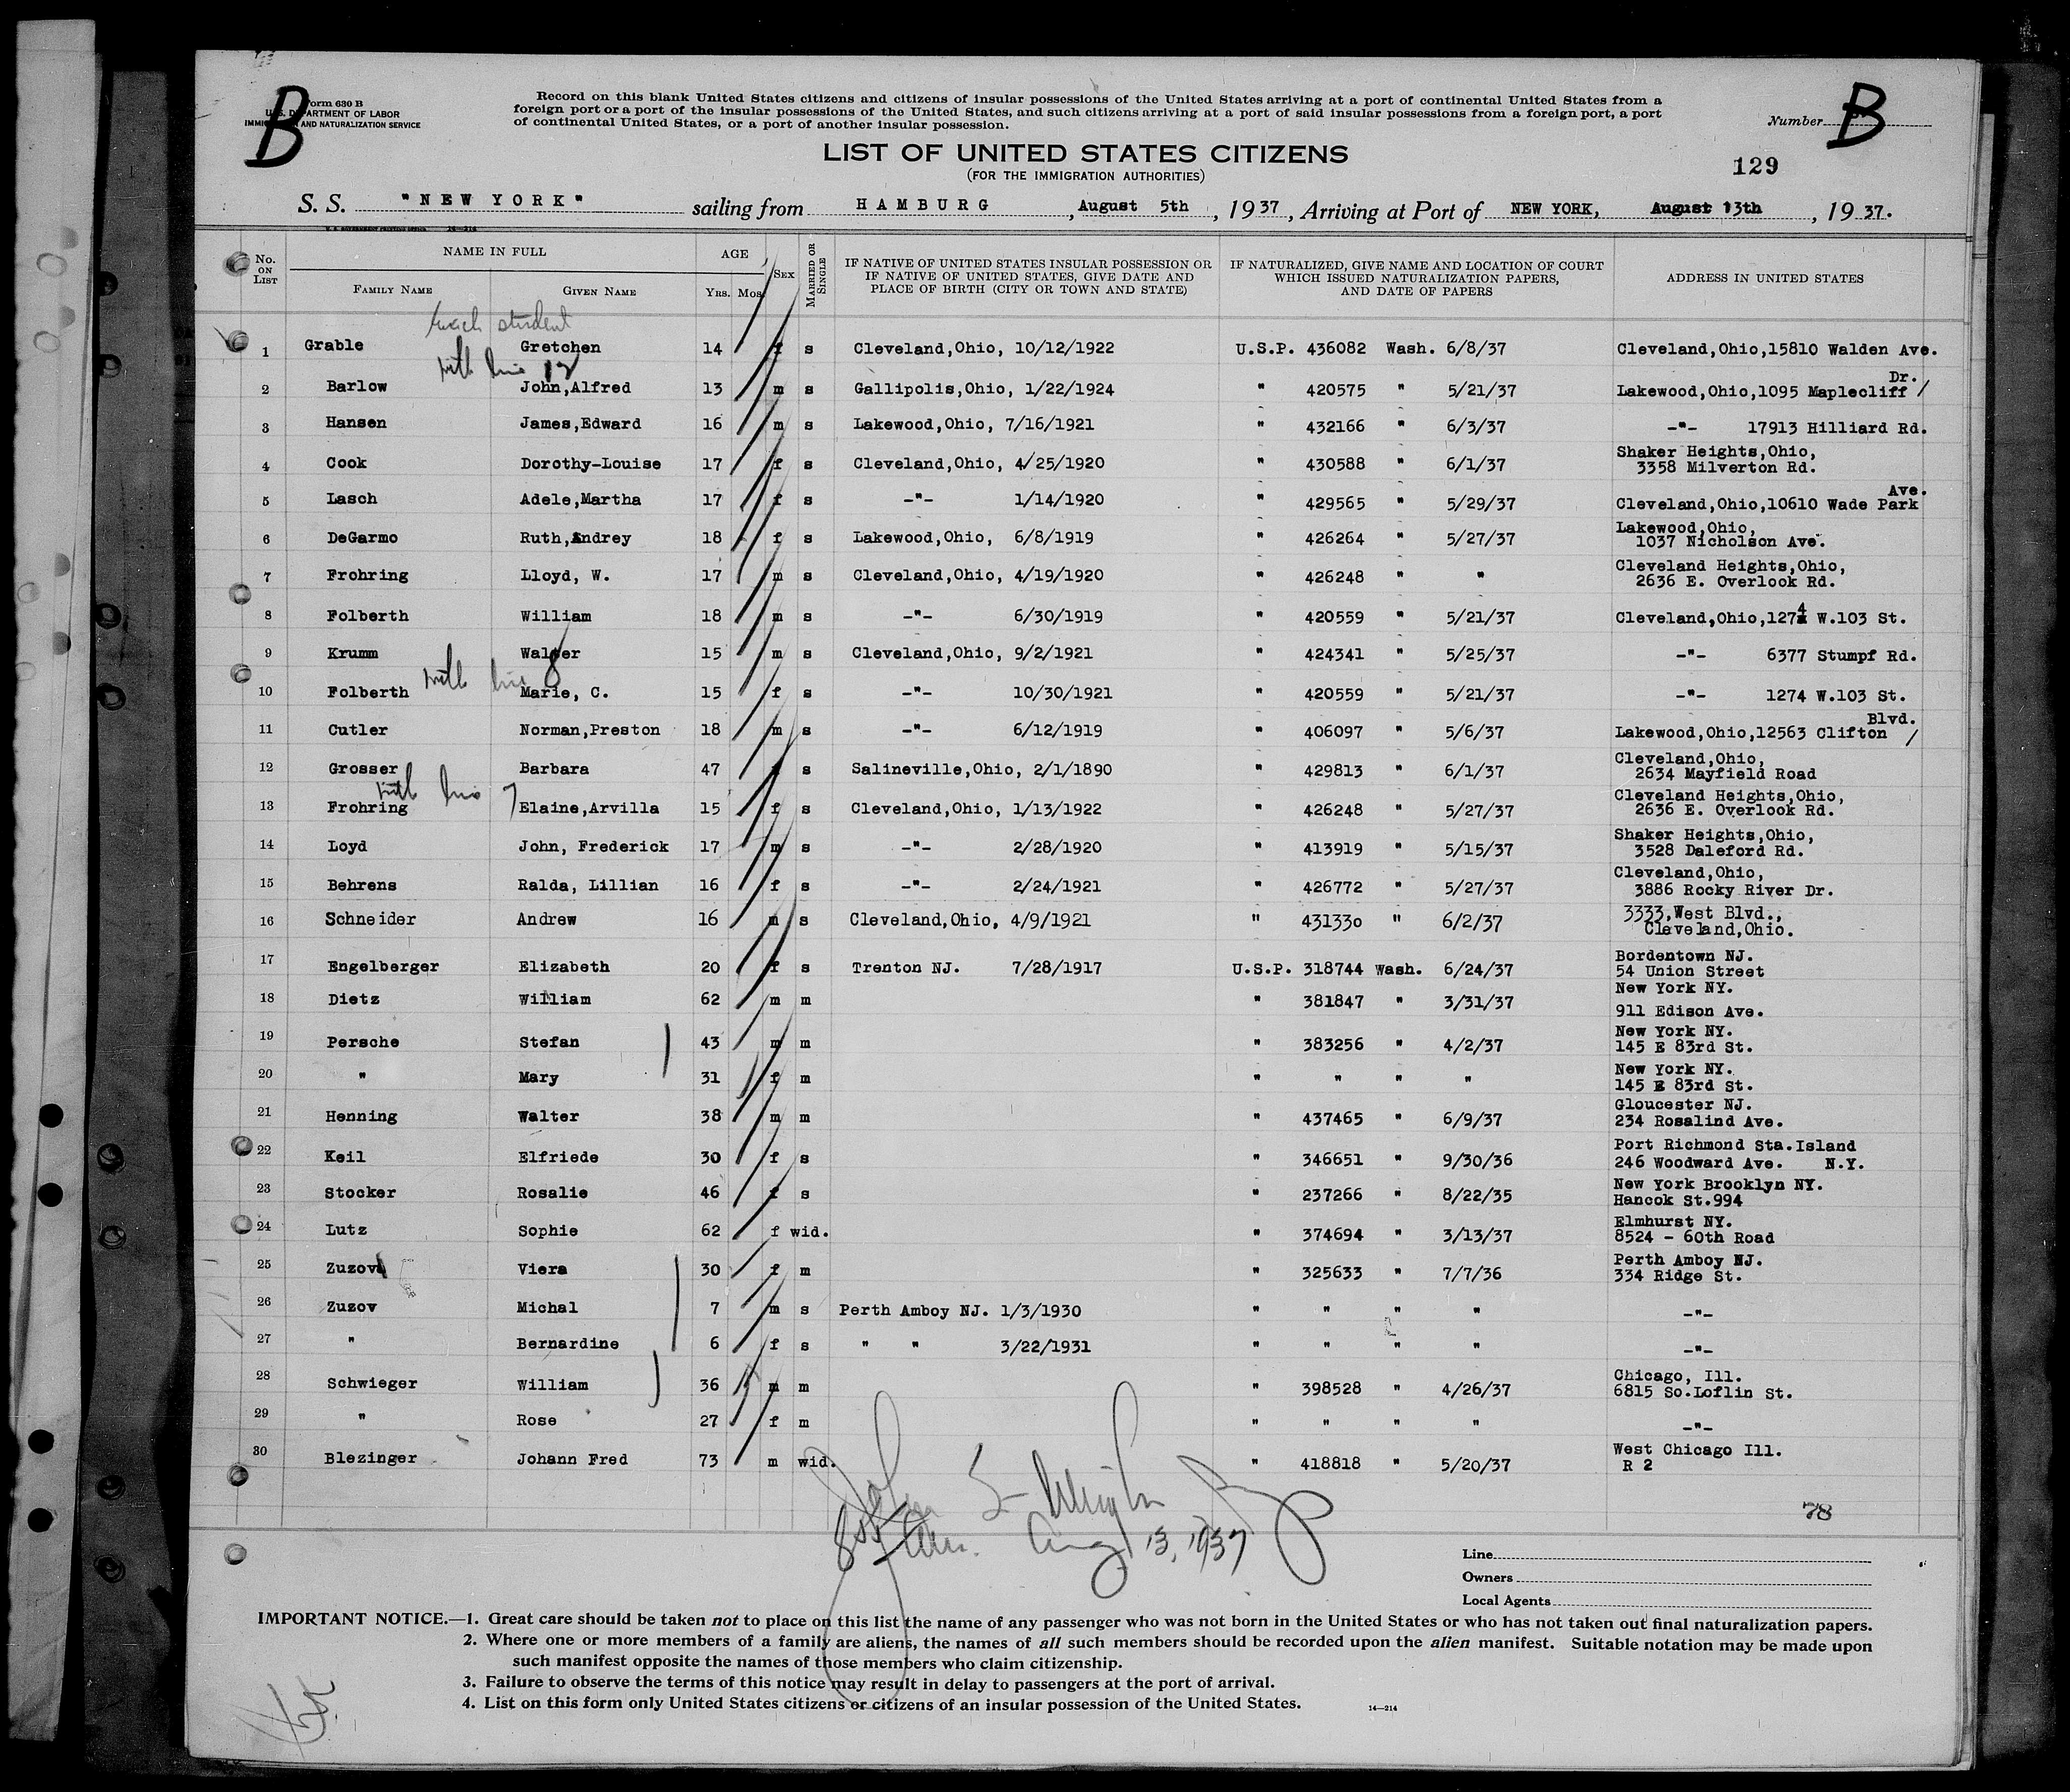 B
Form 630 B
U.S. DEPARTMENT OF LABOR
IMMIGRATION AND NATURALIZATION SERVICE
Record on this blank United States citizens and citizens of insular possessions of the United States arriving at a port of continental United States from a
foreign port or a port of the insular possessions of the United States, and such citizens arriving at a port of said insular possessions from a foreign port, a port
of continental United States, or a port of another insular possession.
Number B
LIST OF UNITED STATES CITIZENS
(FOR THE IMMIGRATION AUTHORITIES)
129
S. S. "NEW YORK" sailing from HAMBURG, August 5th, 1937, Arriving at Port of NEW YORK, August 13th, 1937.
No. ON LIST NAME IN FULL FAMILY NAME GIVEN NAME AGE YRS. MOS. SEX MARRIED OR SINGLE IF NATIVE OF UNITED STATES INSULAR POSSESSION OR IF NATIVE OF UNITED STATES, GIVE DATE AND PLACE OF BIRTH (CITY OR TOWN AND STATE) IF NATURALIZED, GIVE NAME AND LOCATION OF COURT WHICH ISSUED NATURALIZATION PAPERS, AND DATE OF PAPERS ADDRESS IN UNITED STATES
student
1 Grable Gretchen 14 f s Cleveland,Ohio, 10/12/1922 U.S.P. 436082 Wash. 6/8/37 Cleveland,Ohio,15810 Walden Ave.
with line 12
2 Barlow John,Alfred 13 m s Gallipolis,Ohio, 1/22/1924 " 420575 " 5/21/37 Lakewood,Ohio,1095 Maplecliff / Dr.
3 Hansen James,Edward 16 m s Lakewood,Ohio, 7/16/1921 " 432166 " 6/3/37 -"- 17913 Hilliard Rd.
4 Cook Dorothy-Louise 17 f s Cleveland,Ohio, 4/25/1920 " 430588 " 6/1/37 Shaker Heights,Ohio, 3358 Milverton Rd.
5 Lasch Adele,Martha 17 f s -"- 1/14/1920 " 429565 " 5/29/37 Cleveland,Ohio,10610 Wade Park Ave.
6 DeGarmo Ruth,Andrey 18 f s Lakewood,Ohio, 6/8/1919 " 426264 " 5/27/37 Lakewood,Ohio, 1037 Nicholson Ave.
7 Frohring Lloyd, W. 17 m s Cleveland,Ohio, 4/19/1920 " 426248 " " Cleveland Heights,Ohio, 2636 E. Overlook Rd.
8 Folberth William 18 m s -"- 6/30/1919 " 420559 " 5/21/37 Cleveland,Ohio,1274 W.103 St.
9 Krumm Walter 15 m s Cleveland,Ohio, 9/2/1921 " 424341 " 5/25/37 -"- 6377 Stumpf Rd.
with line 8
10 Folberth Marie, C. 15 f s -"- 10/30/1921 " 420559 " 5/21/37 -"- 1274 W.103 St.
11 Cutler Norman,Preston 18 m s -"- 6/12/1919 " 406097 " 5/6/37 Lakewood,Ohio,12563 Clifton / Blvd.
12 Grosser Barbara 47 s Salineville,Ohio, 2/1/1890 " 429813 " 6/1/37 Cleveland,Ohio, 2634 Mayfield Road
with line 7
13 Frohring Elaine,Arvilla 15 f s Cleveland,Ohio, 1/13/1922 " 426248 " 5/27/37 Cleveland Heights,Ohio, 2636 E. Overlook Rd.
14 Loyd John, Frederick 17 m s -"- 2/28/1920 " 413919 " 5/15/37 Shaker Heights,Ohio, 3528 Daleford Rd.
15 Behrens Ralda, Lillian 16 f s -"- 2/24/1921 " 426772 " 5/27/37 Cleveland,Ohio, 3886 Rocky River Dr.
16 Schneider Andrew 16 m s Cleveland,Ohio, 4/9/1921 " 431330 " 6/2/37 3333,West Blvd., Cleveland,Ohio.
17 Engelberger Elizabeth 20 f s Trenton NJ. 7/28/1917 U.S.P. 318744 Wash. 6/24/37 Bordentown NJ. 54 Union Street
18 Dietz William 62 m m " 381847 " 3/31/37 New York NY. 911 Edison Ave.
19 Persche Stefan 43 m m " 383256 " 4/2/37 New York NY. 145 E 83rd St.
20 " Mary 31 f m " " " " New York NY. 145 E 83rd St.
21 Henning Walter 38 m m " 437465 " 6/9/37 Gloucester NJ. 234 Rosalind Ave.
22 Keil Elfriede 30 f s " 346651 " 9/30/36 Port Richmond Sta.Island 246 Woodward Ave. N.Y.
23 Stocker Rosalie 46 f s " 237266 " 8/22/35 New York Brooklyn NY. Hancok St.994
24 Lutz Sophie 62 f wid. " 374694 " 3/13/37 Elmhurst NY. 8524 - 60th Road
25 Zuzov Viera 30 f m " 325633 " 7/7/36 Perth Amboy NJ. 334 Ridge St.
26 Zuzov Michal 7 m s Perth Amboy NJ. 1/3/1930 " " " " -"-
27 " Bernardine 6 f s " " 3/22/1931 " " " " -"-
28 Schwieger William 36 m m " 398528 " 4/26/37 Chicago, Ill. 6815 So.Loflin St.
29 " Rose 27 f m " " " " -"-
30 Blezinger Johann Fred 73 m wid. " 418818 " 5/20/37 West Chicago Ill. R 2
78
John
Aug 13, 1937
Line
Owners
Local Agents
IMPORTANT NOTICE.—1. Great care should be taken not to place on this list the name of any passenger who was not born in the United States or who has not taken out final naturalization papers.
2. Where one or more members of a family are aliens, the names of all such members should be recorded upon the alien manifest. Suitable notation may be made upon
such manifest opposite the names of those members who claim citizenship.
3. Failure to observe the terms of this notice may result in delay to passengers at the port of arrival.
4. List on this form only United States citizens or citizens of an insular possession of the United States.
14—214